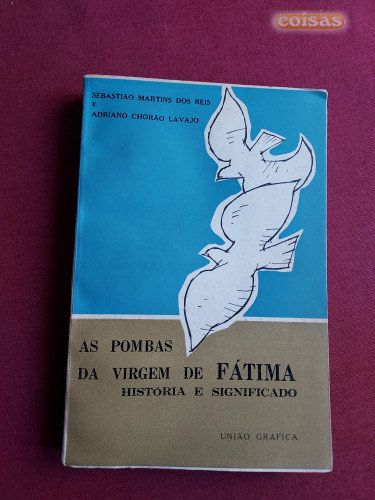 coisas
SEBASTIÃO MARTINS DOS REIS
E
ADRIANO CHORÃO LAVAJO
AS POMBAS
DA VIRGEM DE FÁTIMA
HISTÓRIA E SIGNIFICADO
UNIÃO GRÁFICA